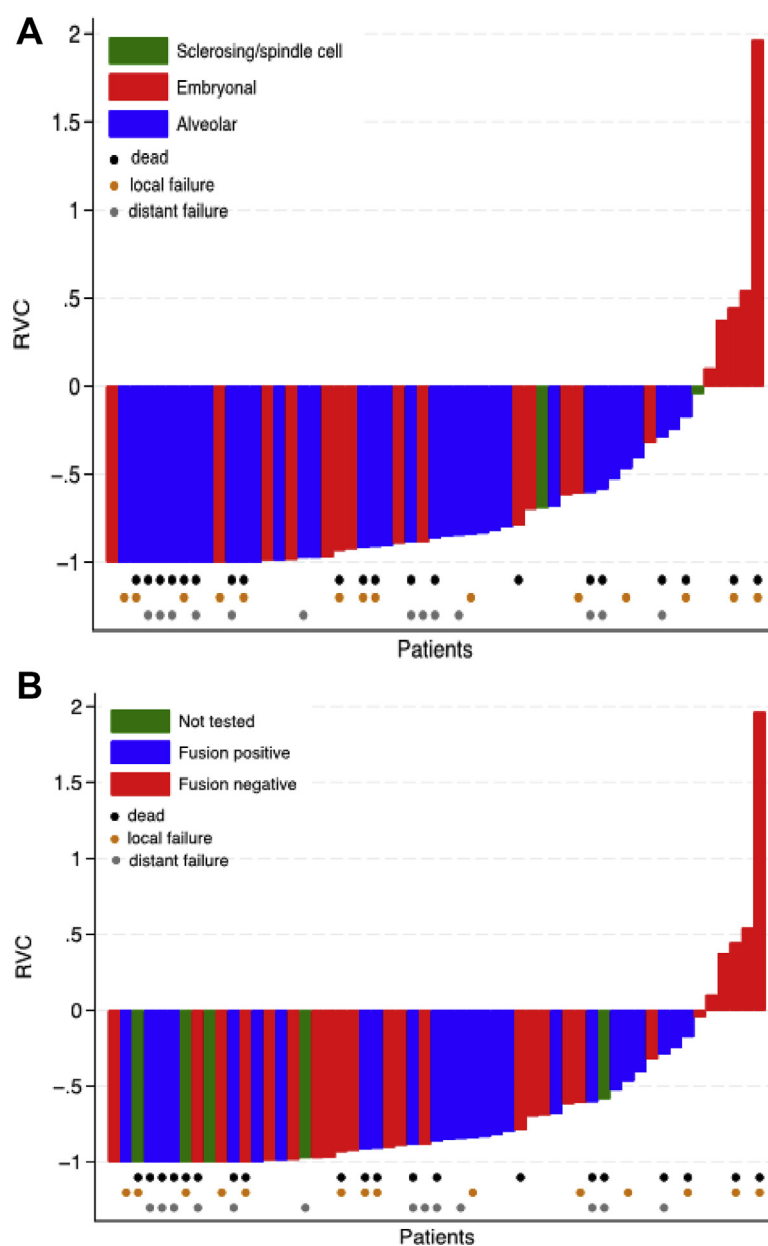 A
2
Sclerosing/spindle cell
Embryonal
1.5
Alveolar
dead
local failure
1
distant failure
RVC
.5
0
-.5
-1
Patients
B
2
Not tested
Fusion positive
1.5
Fusion negative
dead
local failure
1
distant failure
RVC
.5
0
-.5
-1
Patients